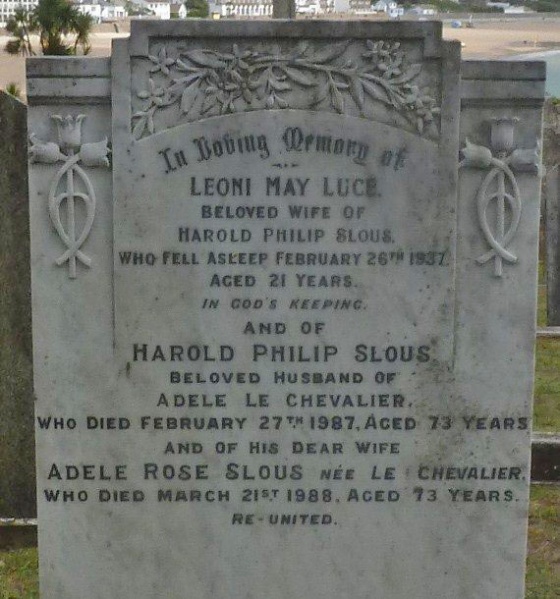 In Loving Memory of
LEONI MAY LUCE.
BELOVED WIFE OF
HAROLD PHILIP SLOUS.
WHO FELL ASLEEP FEBRUARY 26TH 1937.
AGED 21 YEARS.
IN GOD'S KEEPING.
AND OF
HAROLD PHILIP SLOUS.
BELOVED HUSBAND OF
ADELE LE CHEVALIER.
WHO DIED FEBRUARY 27TH 1987, AGED 73 YEARS
AND OF HIS DEAR WIFE
ADELE ROSE SLOUS NÉE LE CHEVALIER.
WHO DIED MARCH 21ST 1988, AGED 73 YEARS.
RE-UNITED.